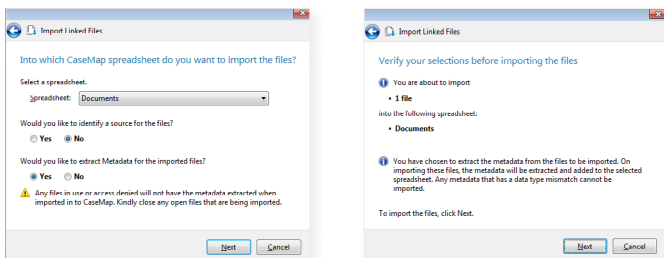 Import Linked Files
Into which CaseMap spreadsheet do you want to import the files?
Select a spreadsheet.
Spreadsheet: Documents
Would you like to identify a source for the files?
Yes No
Would you like to extract Metadata for the imported files?
Yes No
Any files in use or access denied will not have the metadata extracted when
imported in to CaseMap. Kindly close any open files that are being imported.
Next Cancel
Import Linked Files
Verify your selections before importing the files
You are about to import
• 1 file
into the following spreadsheet:
• Documents
You have chosen to extract the metadata from the files to be imported. On
importing these files, the metadata will be extracted and added to the selected
spreadsheet. Any metadata that has a data type mismatch cannot be
imported.
To import the files, click Next.
Next Cancel